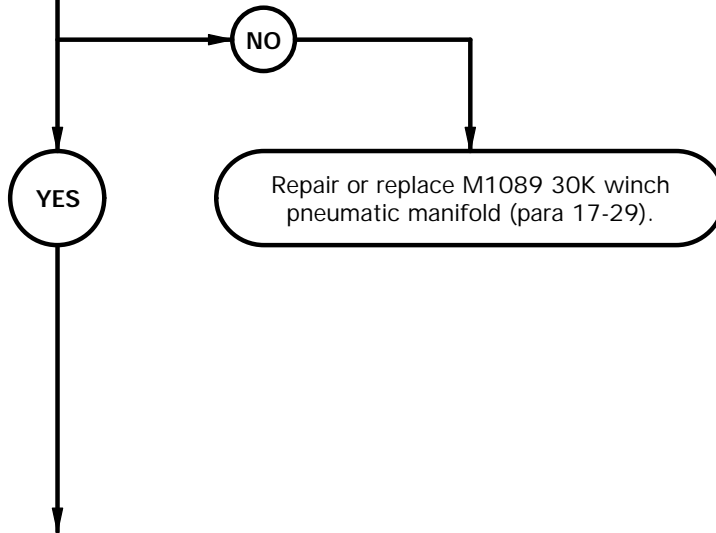 NO
YES
Repair or replace M1089 30K winch
pneumatic manifold (para 17-29).